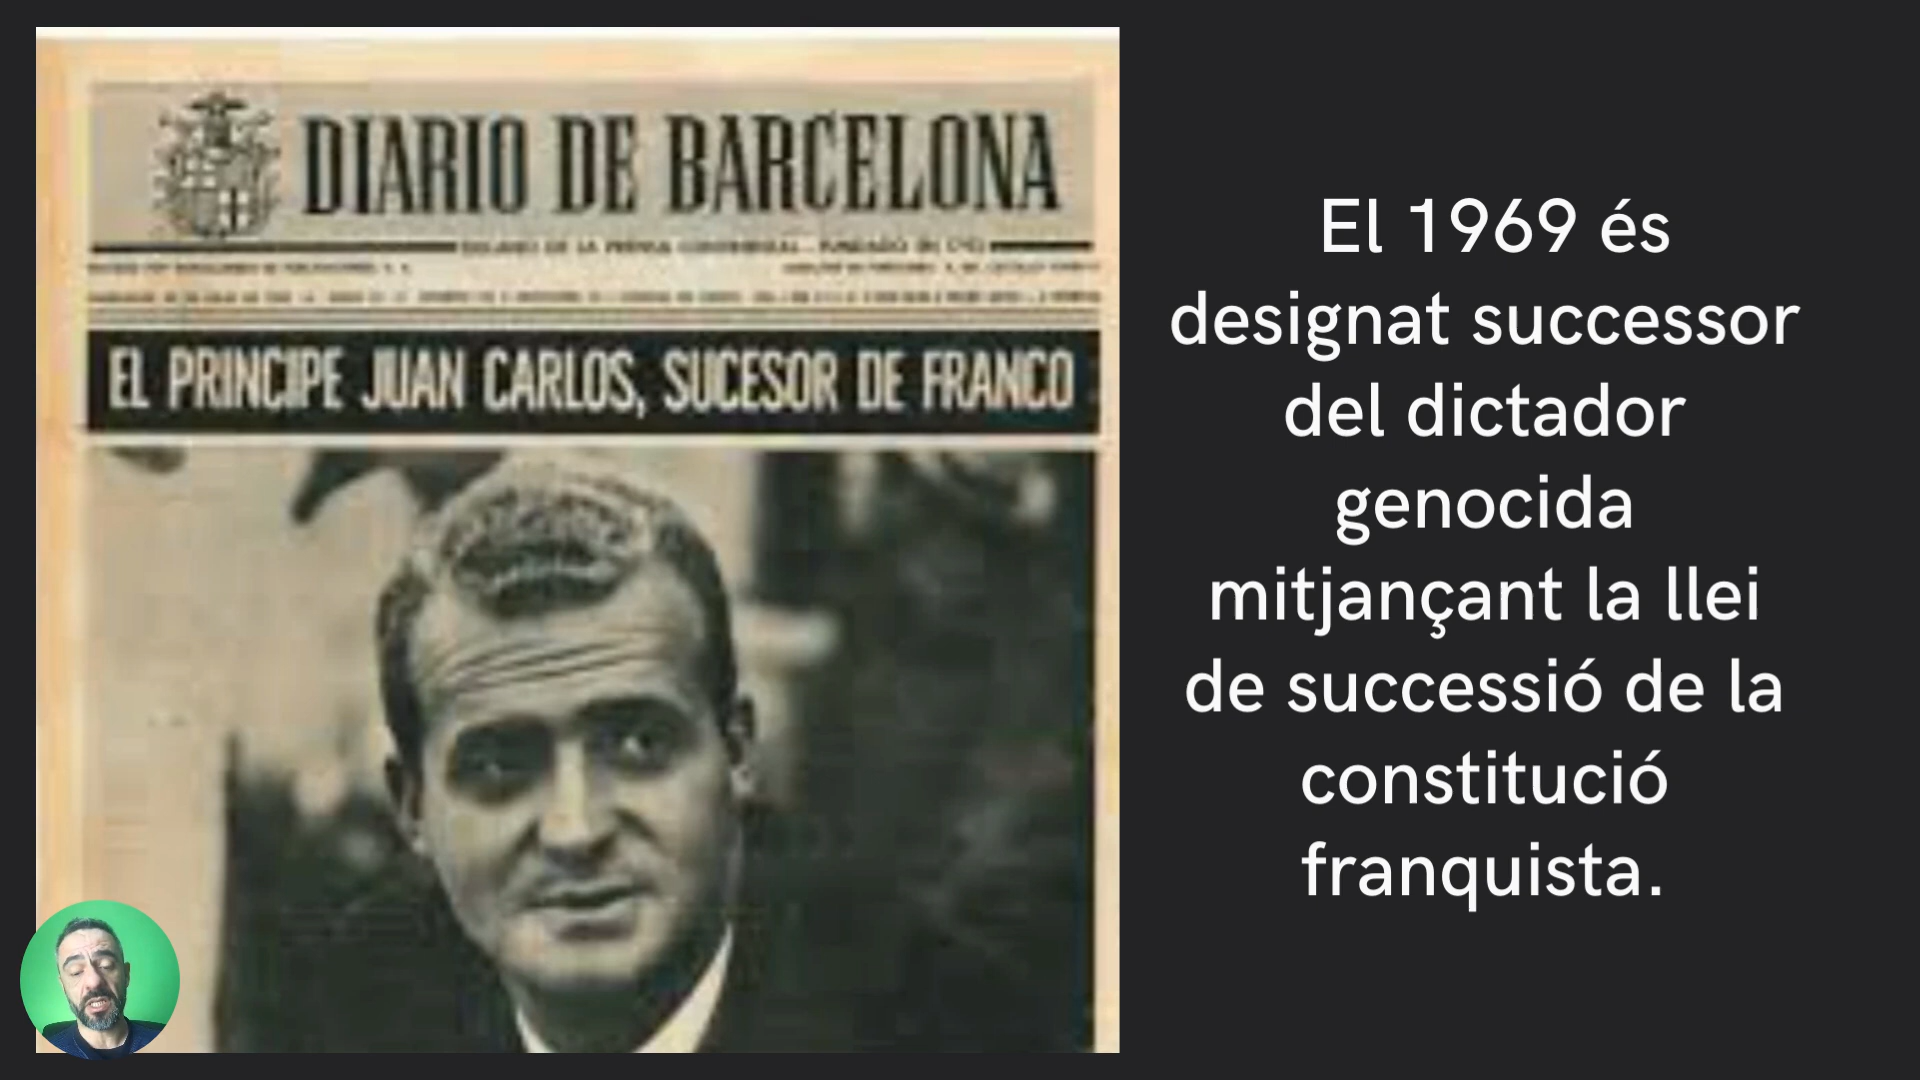 DIARIO DE BARCELONA
EL PRINCIPE JUAN CARLOS, SUCESOR DE FRANCO
El 1969 és
designat successor
del dictador
genocida
mitjançant la llei
de successió de la
constitució
franquista.